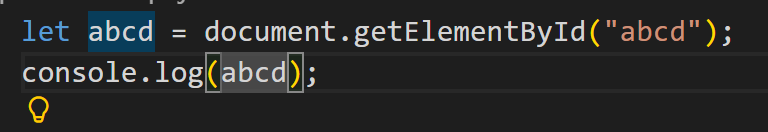 let abcd = document.getElementById("abcd");
console.log(abcd);